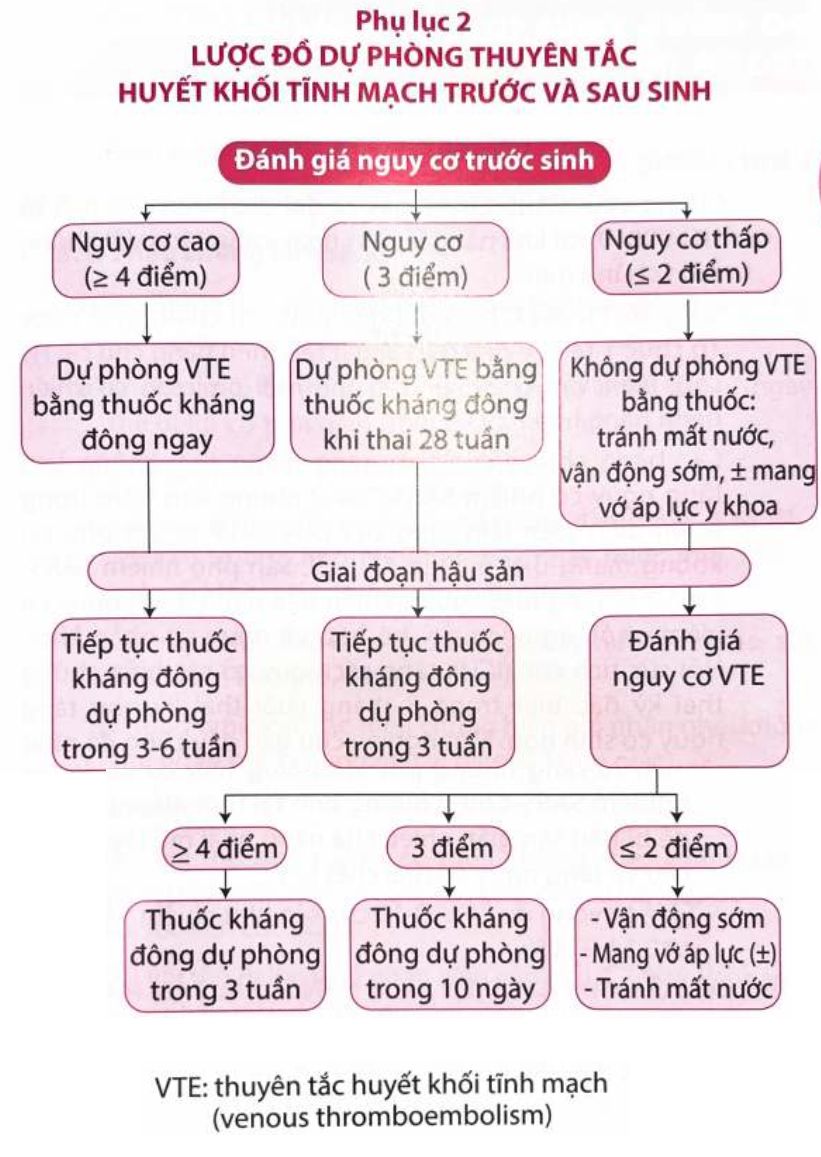 Phụ lục 2
LƯỢC ĐỒ DỰ PHÒNG THUYÊN TẮC
HUYẾT KHỐI TĨNH MẠCH TRƯỚC VÀ SAU SINH
Đánh giá nguy cơ trước sinh
Nguy cơ cao
(≥ 4 điểm)
Nguy cơ
( 3 điểm)
Nguy cơ thấp
(≤ 2 điểm)
Dự phòng VTE
bằng thuốc kháng
đông ngay
Dự phòng VTE bằng
thuốc kháng đông
khi thai 28 tuần
Không dự phòng VTE
bằng thuốc:
tránh mất nước,
vận động sớm, ± mang
vớ áp lực y khoa
Giai đoạn hậu sản
Tiếp tục thuốc
kháng đông
dự phòng
trong 3-6 tuần
Tiếp tục thuốc
kháng đông
dự phòng
trong 3 tuần
Đánh giá
nguy cơ VTE
≥ 4 điểm
3 điểm
≤ 2 điểm
Thuốc kháng
đông dự phòng
trong 3 tuần
Thuốc kháng
đông dự phòng
trong 10 ngày
- Vận động sớm
- Mang vớ áp lực (±)
- Tránh mất nước
VTE: thuyên tắc huyết khối tĩnh mạch
(venous thromboembolism)